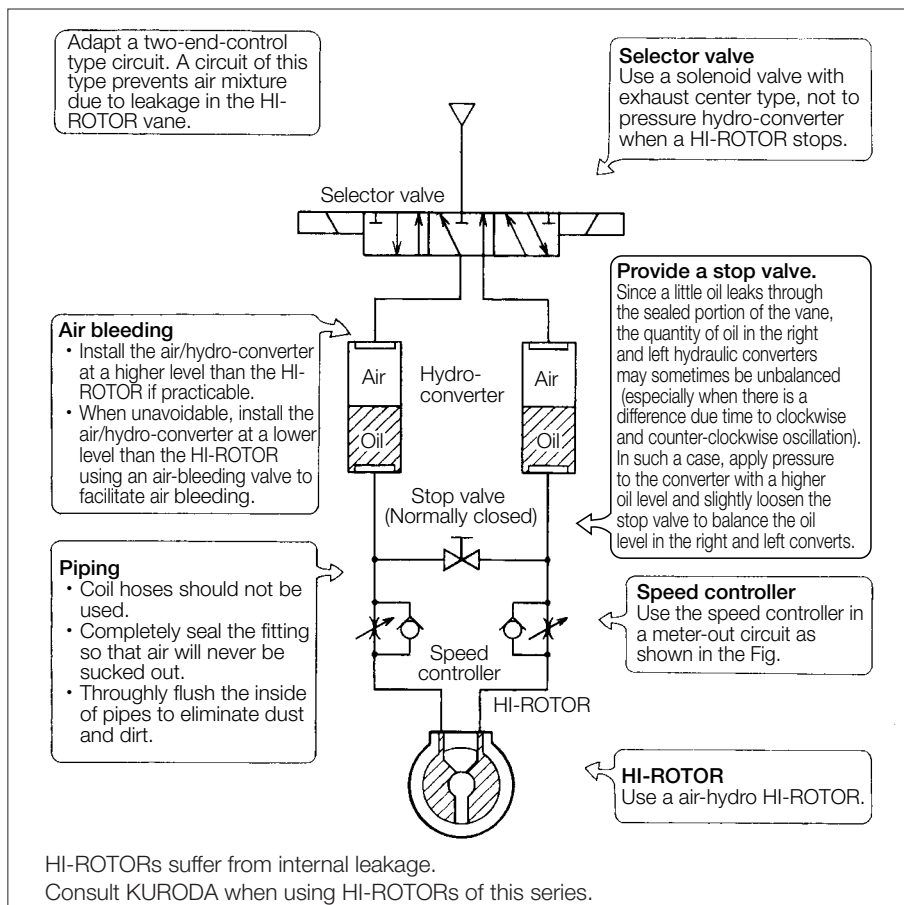 Adapt a two-end-control
type circuit. A circuit of this
type prevents air mixture
due to leakage in the HI-
ROTOR vane.
Selector valve
Use a solenoid valve with
exhaust center type, not to
pressure hydro-converter
when a HI-ROTOR stops.
Selector valve
Air bleeding
・ Install the air/hydro-converter
at a higher level than the HI-
ROTOR if practicable.
・ When unavoidable, install the
air/hydro-converter at a lower
level than the HI-ROTOR
using an air-bleeding valve to
facilitate air bleeding.
Air
Oil
Hydro-
converter
Air
Oil
Provide a stop valve.
Since a little oil leaks through
the sealed portion of the vane,
the quantity of oil in the right
and left hydraulic converters
may sometimes be unbalanced
(especially when there is a
difference due time to clockwise
and counter-clockwise oscillation).
In such a case, apply pressure
to the converter with a higher
oil level and slightly loosen the
stop valve to balance the oil
level in the right and left converts.
Stop valve
(Normally closed)
Piping
・ Coil hoses should not be
used.
・ Completely seal the fitting
so that air will never be
sucked out.
・ Throughly flush the inside
of pipes to eliminate dust
and dirt.
Speed
controller
Speed controller
Use the speed controller in
a meter-out circuit as
shown in the Fig.
HI-ROTOR
HI-ROTOR
Use a air-hydro HI-ROTOR.
HI-ROTORs suffer from internal leakage.
Consult KURODA when using HI-ROTORs of this series.